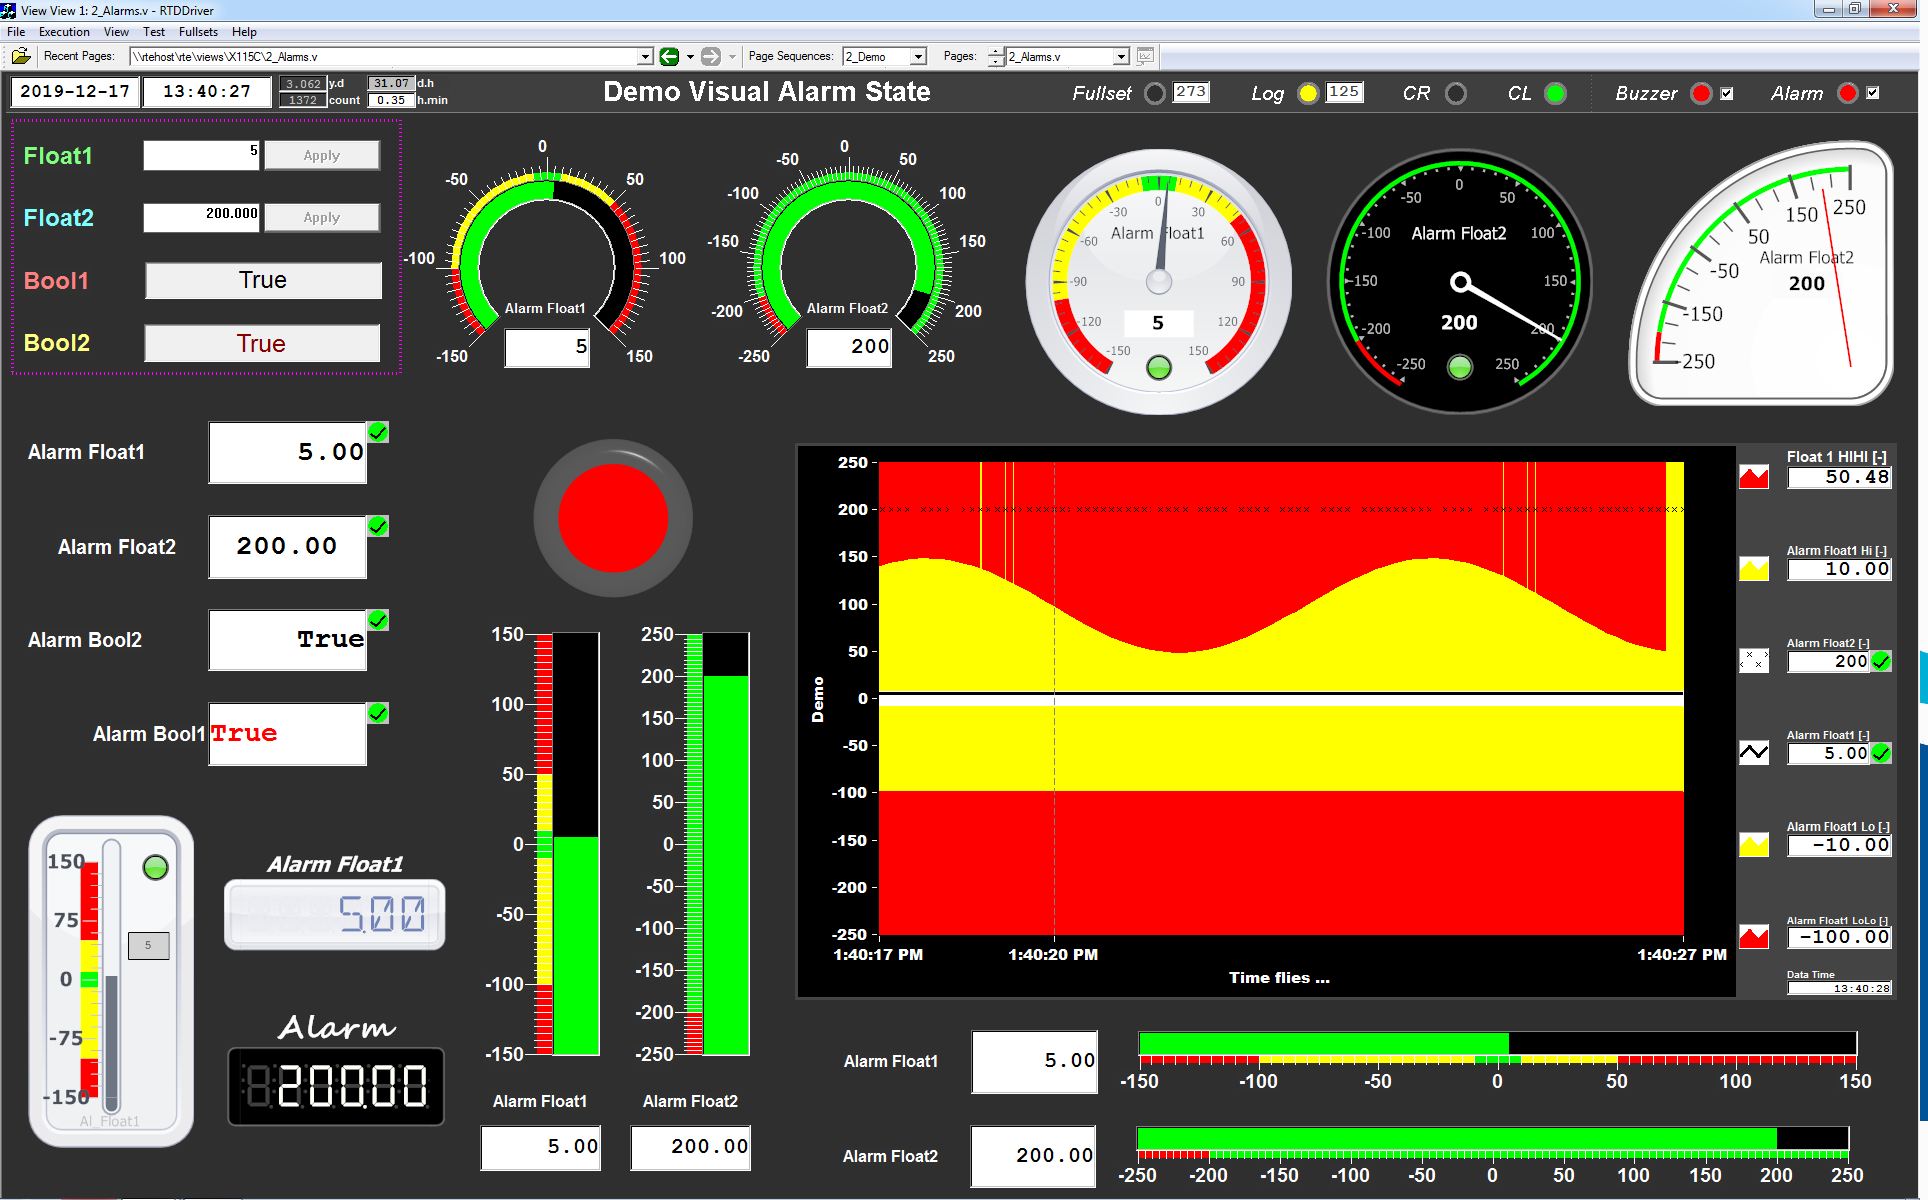 View View 1: 2_Alarms.v - RTDDriver
File Execution View Test Fullsets Help
Recent Pages: \\rtehost\rte\views\X115C\2_Alarms.v Page Sequences: 2_Demo Pages: 2_Alarms.v
2019-12-17 13:40:27 3.062 y.d 31.07 d.h
1372 count 0.35 h.min
Demo Visual Alarm State
Fullset 273 Log 125 CR CL Buzzer Alarm
Float1 5 Apply
Float2 200.000 Apply
Bool1 True
Bool2 True
-150 -100 -50 0 50 100 150
Alarm Float1
5
-250 -200 -150 -100 -50 0 50 100 150 200 250
Alarm Float2
200
-150 -120 -90 -60 -30 0 30 60 90 120 150
Alarm Float1
5
-250 -200 -150 -100 -50 0 50 100 150 200 250
Alarm Float2
200
-250 -150 -50 50 150 250
Alarm Float2
200
Alarm Float1 5.00
Alarm Float2 200.00
Alarm Bool2 True
Alarm Bool1 True
150
75
0
-75
-150
5
Al_Float1
Alarm Float1
5.00
Alarm
200.00
150
100
50
0
-50
-100
-150
Alarm Float1
5.00
250
200
150
100
50
0
-50
-100
-150
-200
-250
Alarm Float2
200.00
Demo
250
200
150
100
50
0
-50
-100
-150
-200
-250
1:40:17 PM 1:40:20 PM 1:40:27 PM
Time flies ...
Float 1 HIHI [-]
50.48
Alarm Float1 Hi [-]
10.00
Alarm Float2 [-]
200
Alarm Float1 [-]
5.00
Alarm Float1 Lo [-]
-10.00
Alarm Float1 LoLo [-]
-100.00
Data Time
13:40:28
Alarm Float1 5.00
-150 -100 -50 0 50 100 150
Alarm Float2 200.00
-250 -200 -150 -100 -50 0 50 100 150 200 250